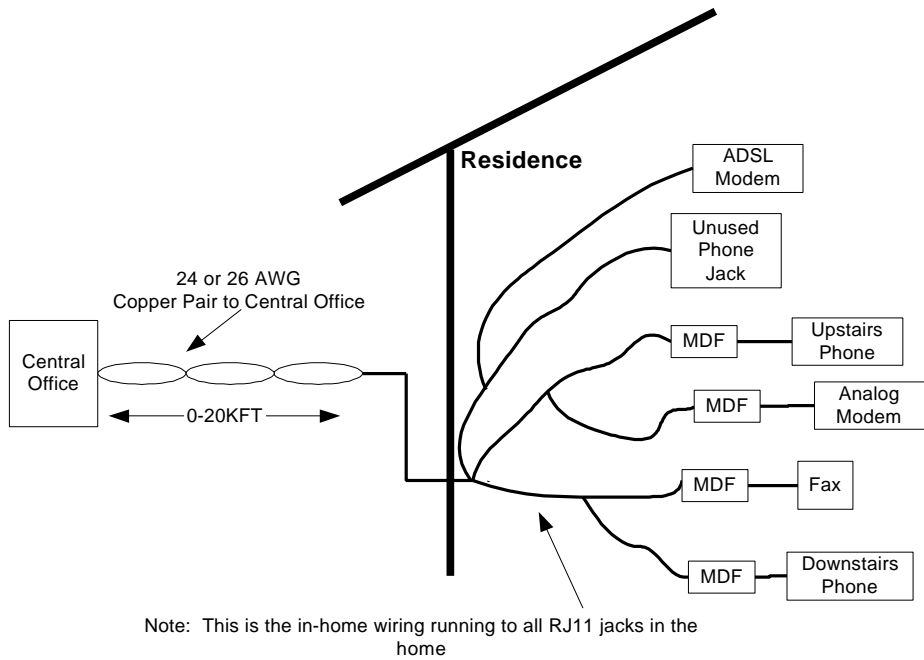 Residence
ADSL
Modem
Unused
Phone
Jack
24 or 26 AWG
Copper Pair to Central Office
Central
Office
0-20KFT
MDF
Upstairs
Phone
MDF
Analog
Modem
MDF
Fax
MDF
Downstairs
Phone
Note: This is the in-home wiring running to all RJ11 jacks in the
home